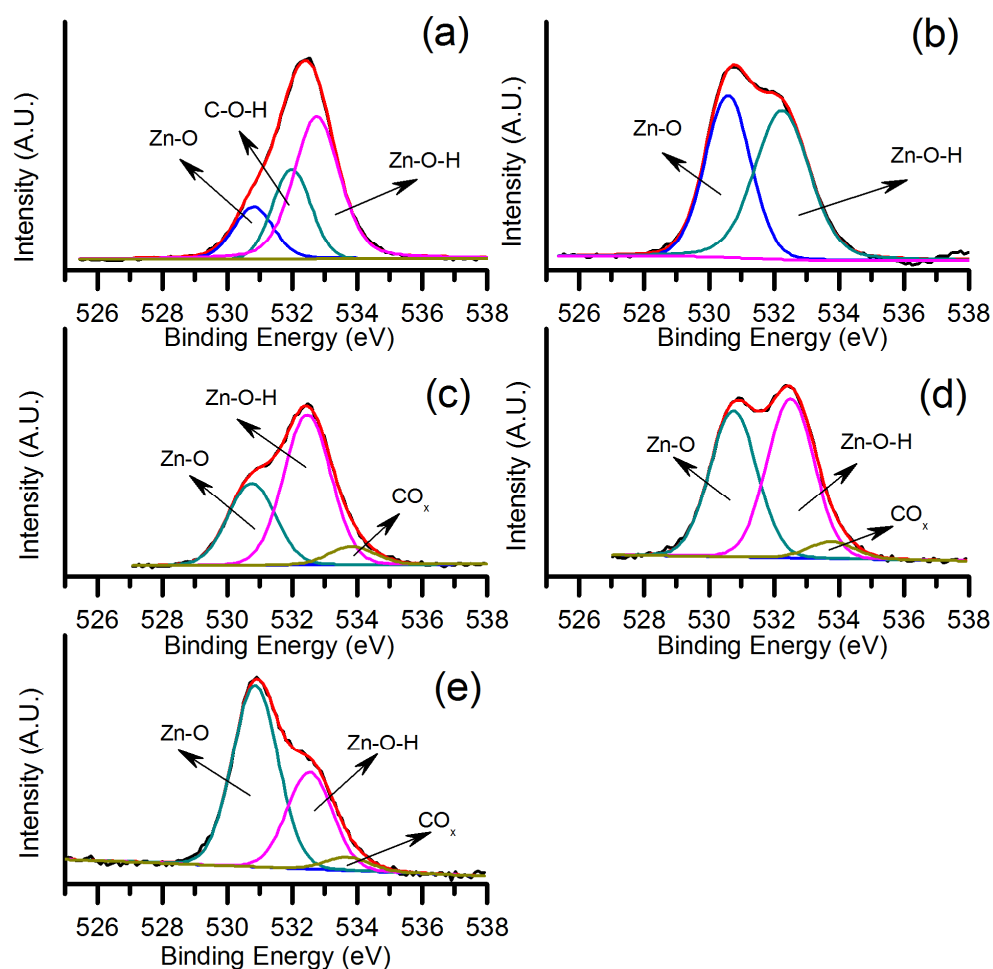 (a)
C-O-H
Zn-O
Zn-O-H
Intensity (A.U.)
526 528 530 532 534 536 538
Binding Energy (eV)
(b)
Zn-O
Zn-O-H
Intensity (A.U.)
526 528 530 532 534 536 538
Binding Energy (eV)
(c)
Zn-O-H
Zn-O
COx
Intensity (A.U.)
526 528 530 532 534 536 538
Binding Energy (eV)
(d)
Zn-O
Zn-O-H
COx
Intensity (A.U.)
526 528 530 532 534 536 538
Binding Energy (eV)
(e)
Zn-O
Zn-O-H
COx
Intensity (A.U.)
526 528 530 532 534 536 538
Binding Energy (eV)